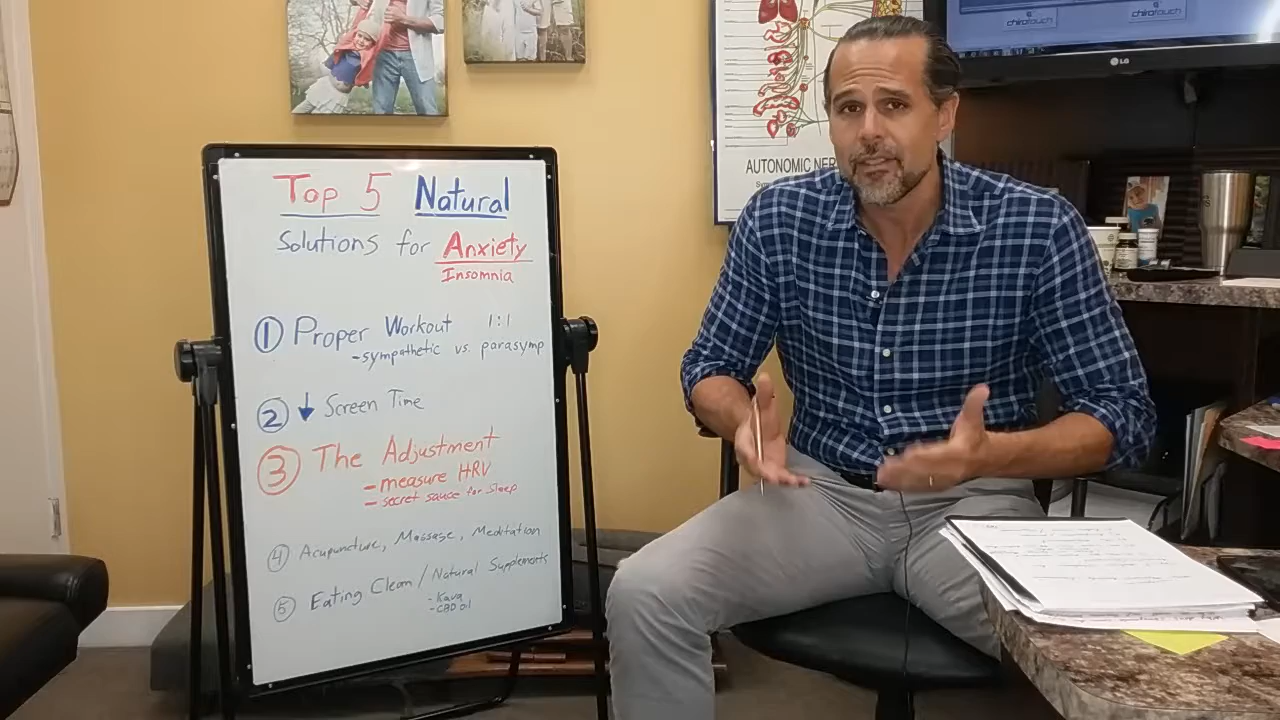 Top 5 Natural
Solutions for Anxiety
Insomnia
1 Proper Workout 1:1
-sympathetic vs. parasymp
2 ↓ Screen Time
3 The Adjustment
- measure HRV
- secret sauce for sleep
4 Acupuncture, Massage, Meditation
5 Eating Clean / Natural Supplements
- Kava
- CBD oil
AUTONOMIC NER
chirotouch
chirotouch
LG